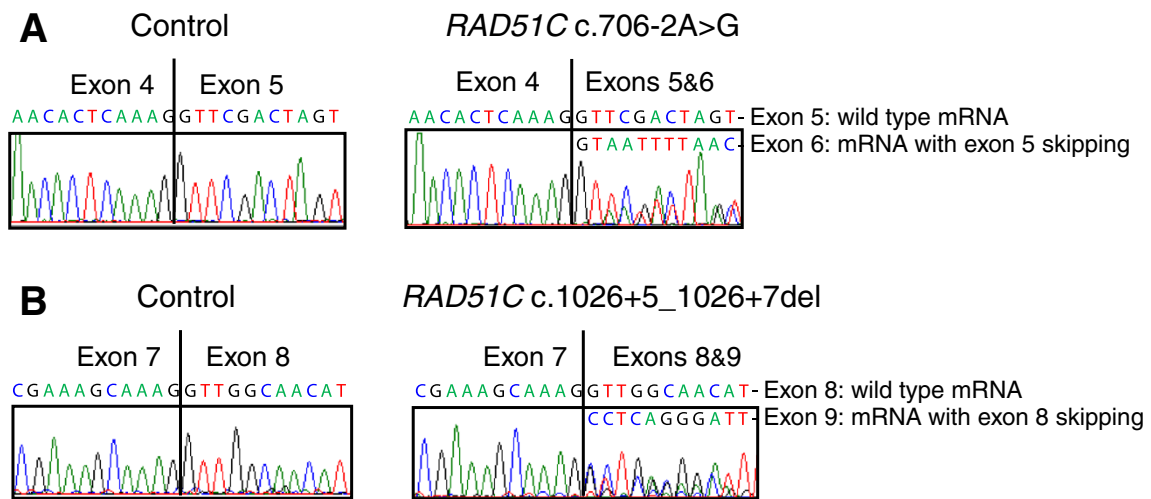 A Control RAD51C c.706-2A>G
Exon 4 Exon 5 Exon 4 Exons 5&6
AACACTCAAAGGTTCGACTAGT AACACTCAAAGGTTCGACTAGT- Exon 5: wild type mRNA
GTAATTTTAAC- Exon 6: mRNA with exon 5 skipping
B Control RAD51C c.1026+5_1026+7del
Exon 7 Exon 8 Exon 7 Exons 8&9
CGAAAGCAAAGGTTGGCAACAT CGAAAGCAAAGGTTGGCAACAT- Exon 8: wild type mRNA
CCTCAGGGATT- Exon 9: mRNA with exon 8 skipping